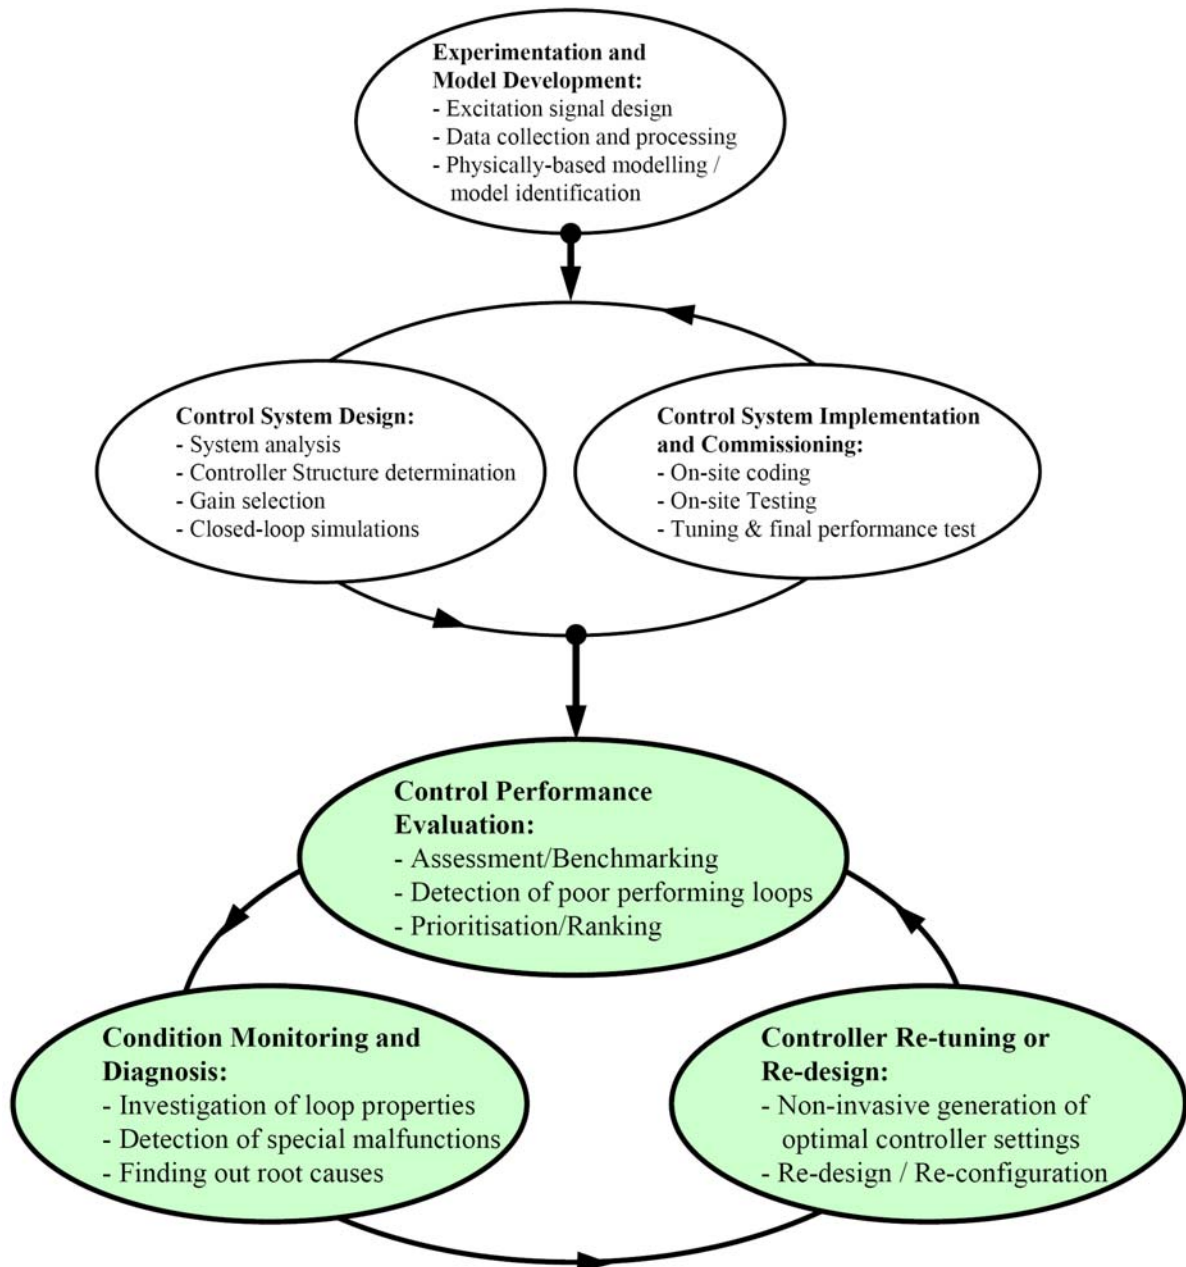 Experimentation and
Model Development:
- Excitation signal design
- Data collection and processing
- Physically-based modelling /
model identification
Control System Design:
- System analysis
- Controller Structure determination
- Gain selection
- Closed-loop simulations
Control System Implementation
and Commissioning:
- On-site coding
- On-site Testing
- Tuning & final performance test
Control Performance
Evaluation:
- Assessment/Benchmarking
- Detection of poor performing loops
- Prioritisation/Ranking
Condition Monitoring and
Diagnosis:
- Investigation of loop properties
- Detection of special malfunctions
- Finding out root causes
Controller Re-tuning or
Re-design:
- Non-invasive generation of
optimal controller settings
- Re-design / Re-configuration